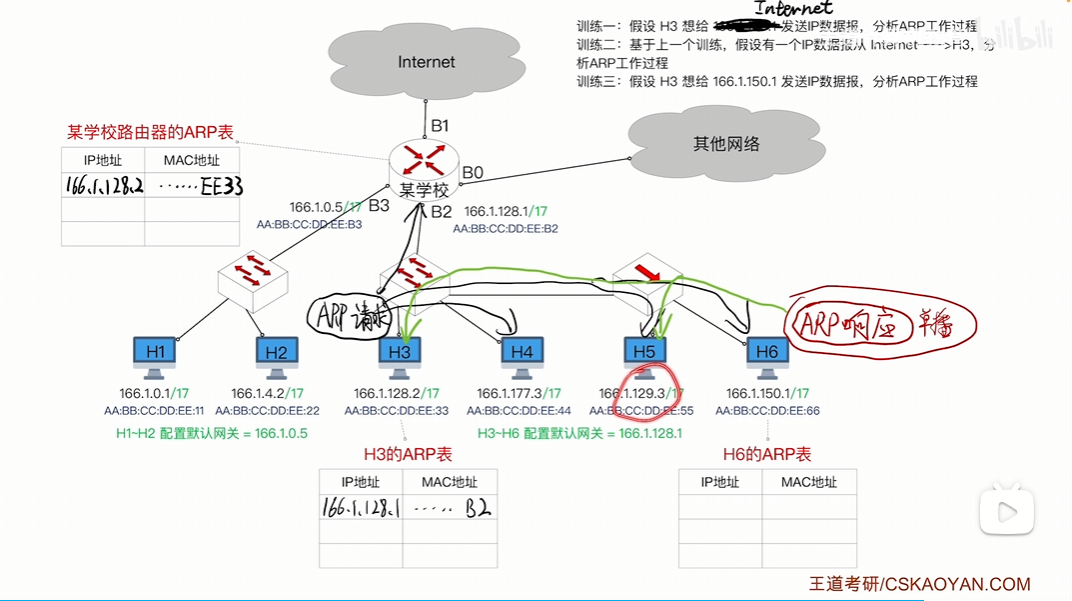 Internet
训练一：假设 H3 想给 发送IP数据报，分析ARP工作过程
训练二：基于上一个训练，假设有一个IP数据报从 Internet--->H3，分
析ARP工作过程
训练三：假设 H3 想给 166.1.150.1 发送IP数据报，分析ARP工作过程
bilibili
Internet
B1
某学校路由器的ARP表
IP地址 MAC地址
166.1.128.2 ······EE33
其他网络
B0
某学校
B3 B2
166.1.0.5/17
AA:BB:CC:DD:EE:B3
166.1.128.1/17
AA:BB:CC:DD:EE:B2
ARP请求
ARP响应 单播
H1 H2 H3 H4 H5 H6
166.1.0.1/17 166.1.4.2/17 166.1.128.2/17 166.1.177.3/17 166.1.129.3/17 166.1.150.1/17
AA:BB:CC:DD:EE:11 AA:BB:CC:DD:EE:22 AA:BB:CC:DD:EE:33 AA:BB:CC:DD:EE:44 AA:BB:CC:DD:EE:55 AA:BB:CC:DD:EE:66
H1~H2 配置默认网关 = 166.1.0.5 H3~H6 配置默认网关 = 166.1.128.1
H3的ARP表 H6的ARP表
IP地址 MAC地址 IP地址 MAC地址
166.1.128.1 ····· B2
王道考研/CSKAOYAN.COM